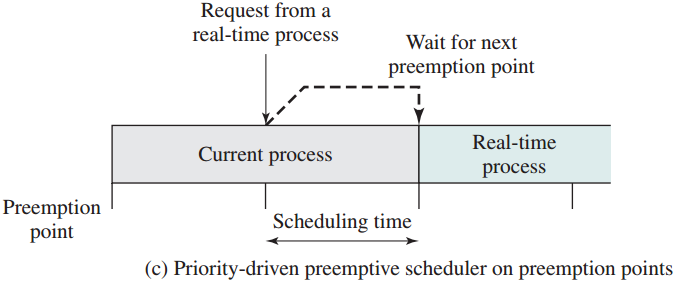 Request from a
real-time process
Wait for next
preemption point
Current process
Real-time
process
Preemption
point
Scheduling time
(c) Priority-driven preemptive scheduler on preemption points